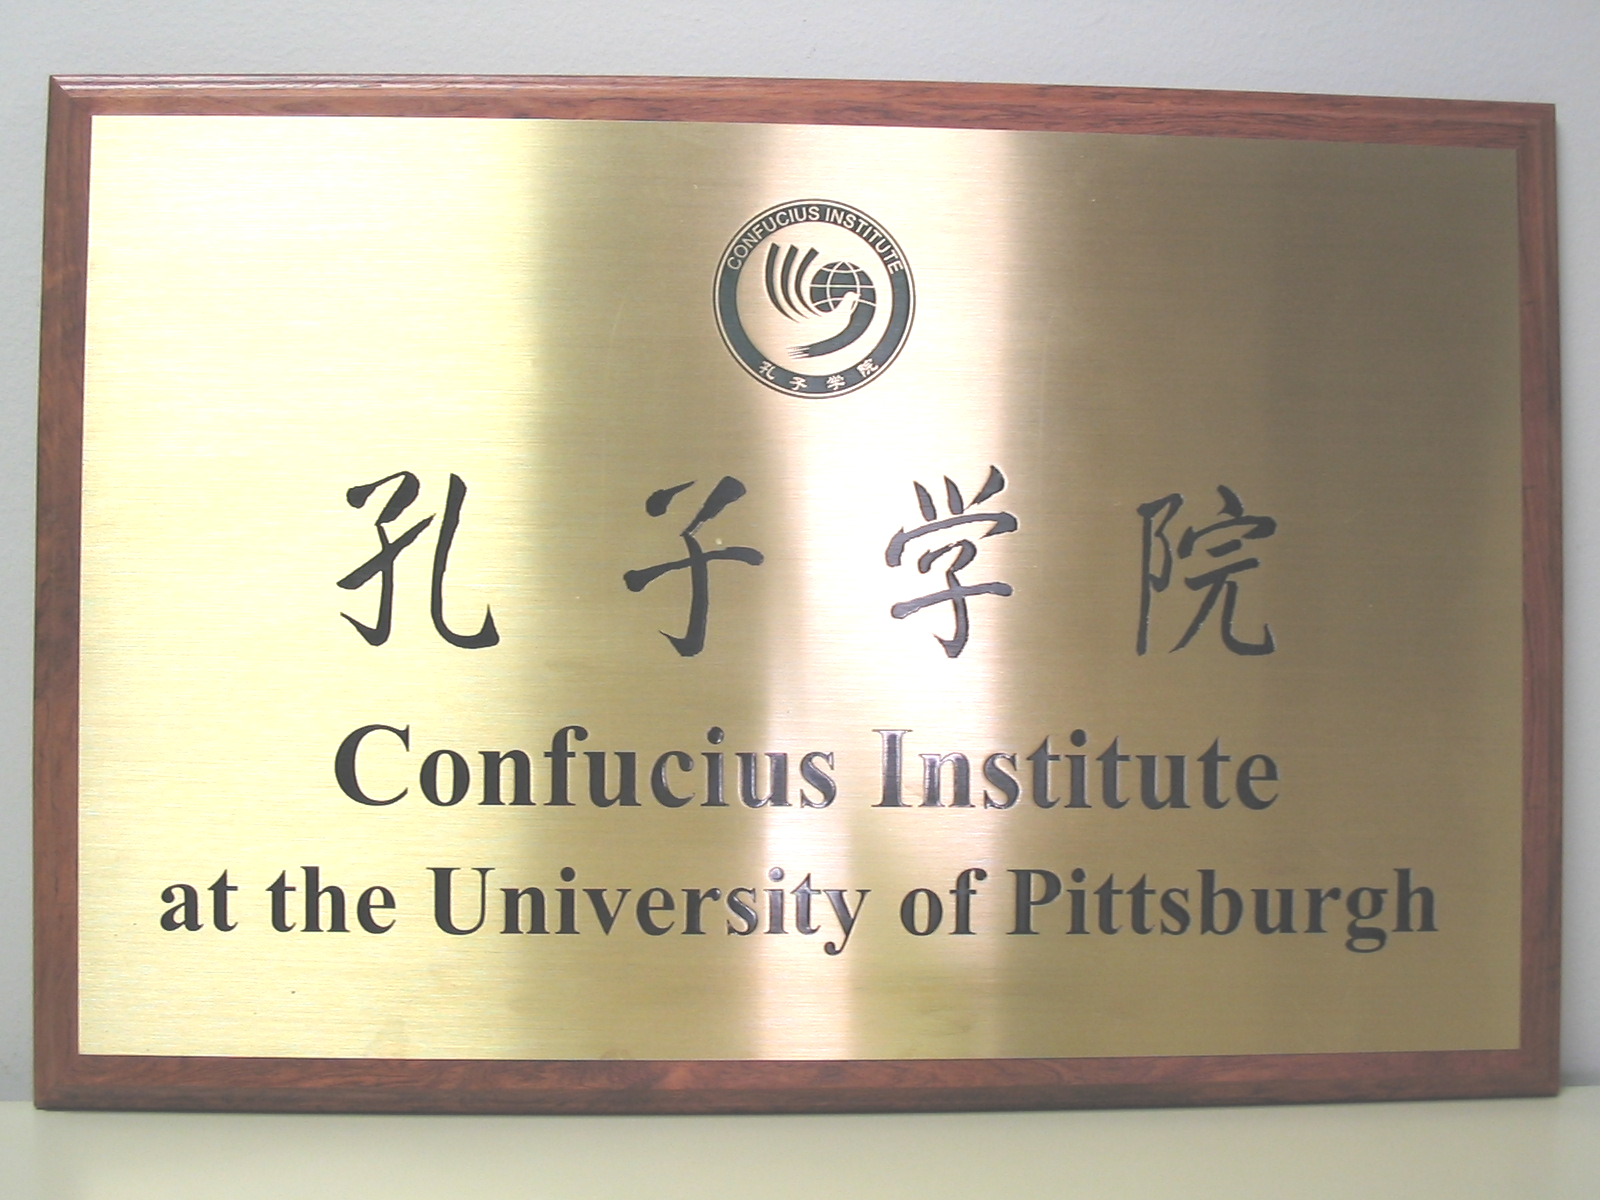 CONFUCIUS INSTITUTE
孔子学院
孔子学院
Confucius Institute
at the University of Pittsburgh